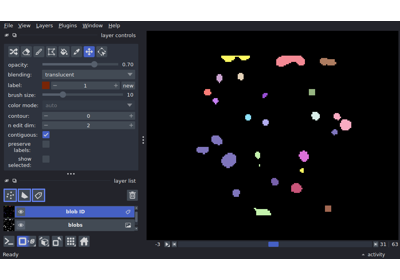 File View Layers Plugins Window Help
layer controls
opacity: 0.70
blending: translucent
label: 1 new
brush size: 10
color mode: auto
contour: 0
n edit dim: 2
contiguous:
preserve
labels:
show
selected:
layer list
blob ID
blobs
-3 31 63
Ready activity